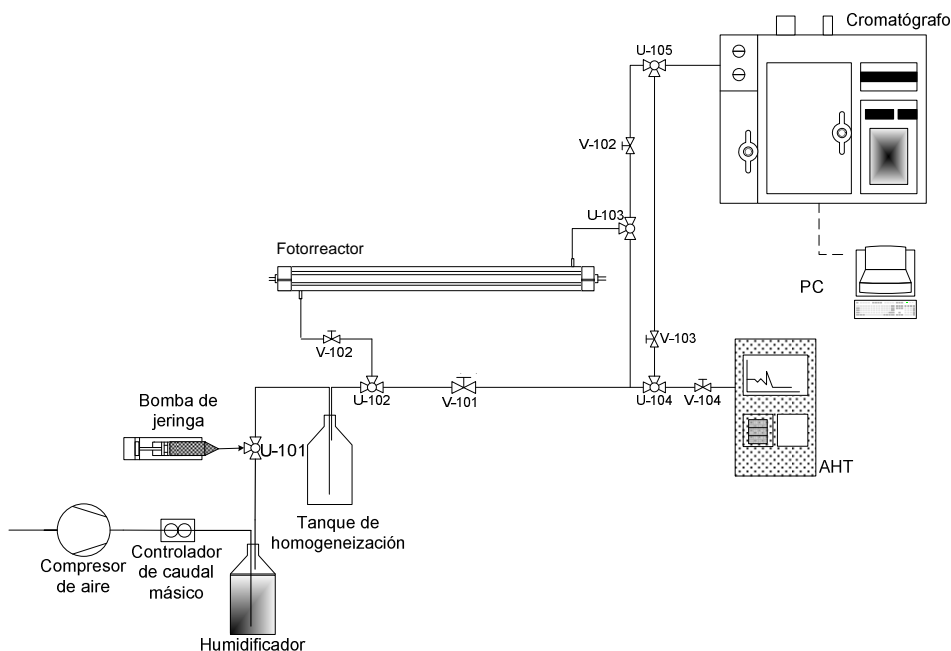 Cromatógrafo
U-105
V-102
U-103
Fotorreactor
PC
V-102
V-103
U-102
V-101
U-104
V-104
AHT
Bomba de
jeringa
U-101
Tanque de
homogeneización
Compresor
de aire
Controlador
de caudal
másico
Humidificador